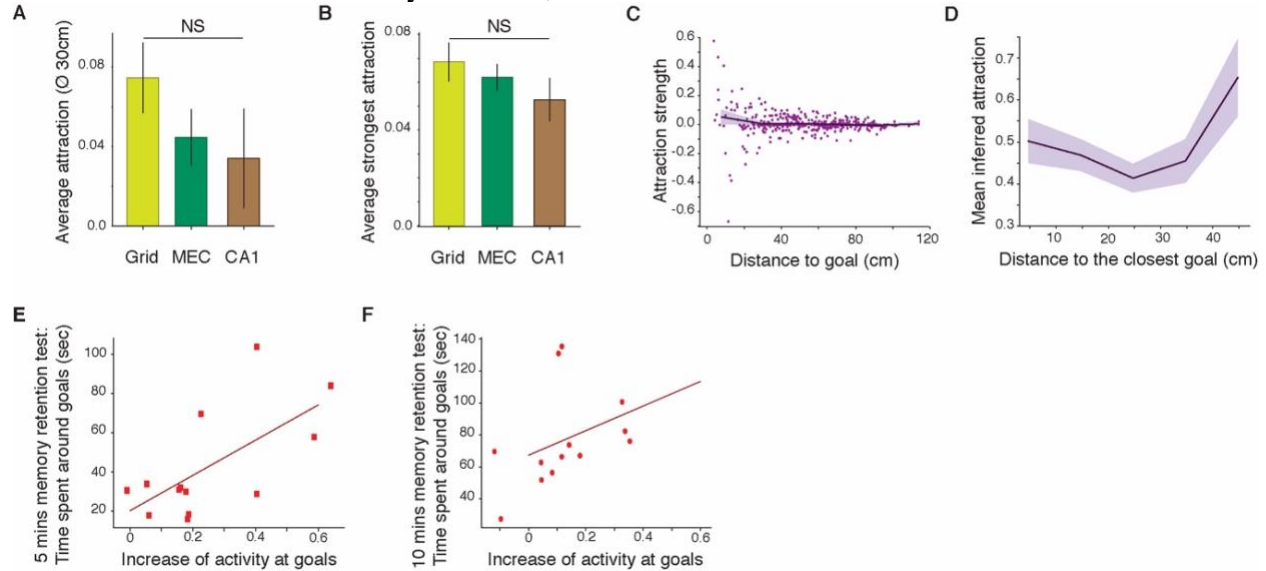 A
Average attraction (Ø 30cm)
0.08
0.04
0.0
NS
Grid MEC CA1
B
Average strongest attraction
0.08
0.04
0.0
NS
Grid MEC CA1
C
Attraction strength
0.6
0.4
0.2
0.0
-0.2
-0.4
-0.6
0 40 80 120
Distance to goal (cm)
D
Mean inferred attraction
0.7
0.6
0.5
0.4
0.3
10 20 30 40
Distance to the closest goal (cm)
E
5 mins memory retention test:
Time spent around goals (sec)
100
80
60
40
20
0 0.2 0.4 0.6
Increase of activity at goals
F
10 mins memory retention test:
Time spent around goals (sec)
140
120
100
80
60
40
0 0.2 0.4 0.6
Increase of activity at goals